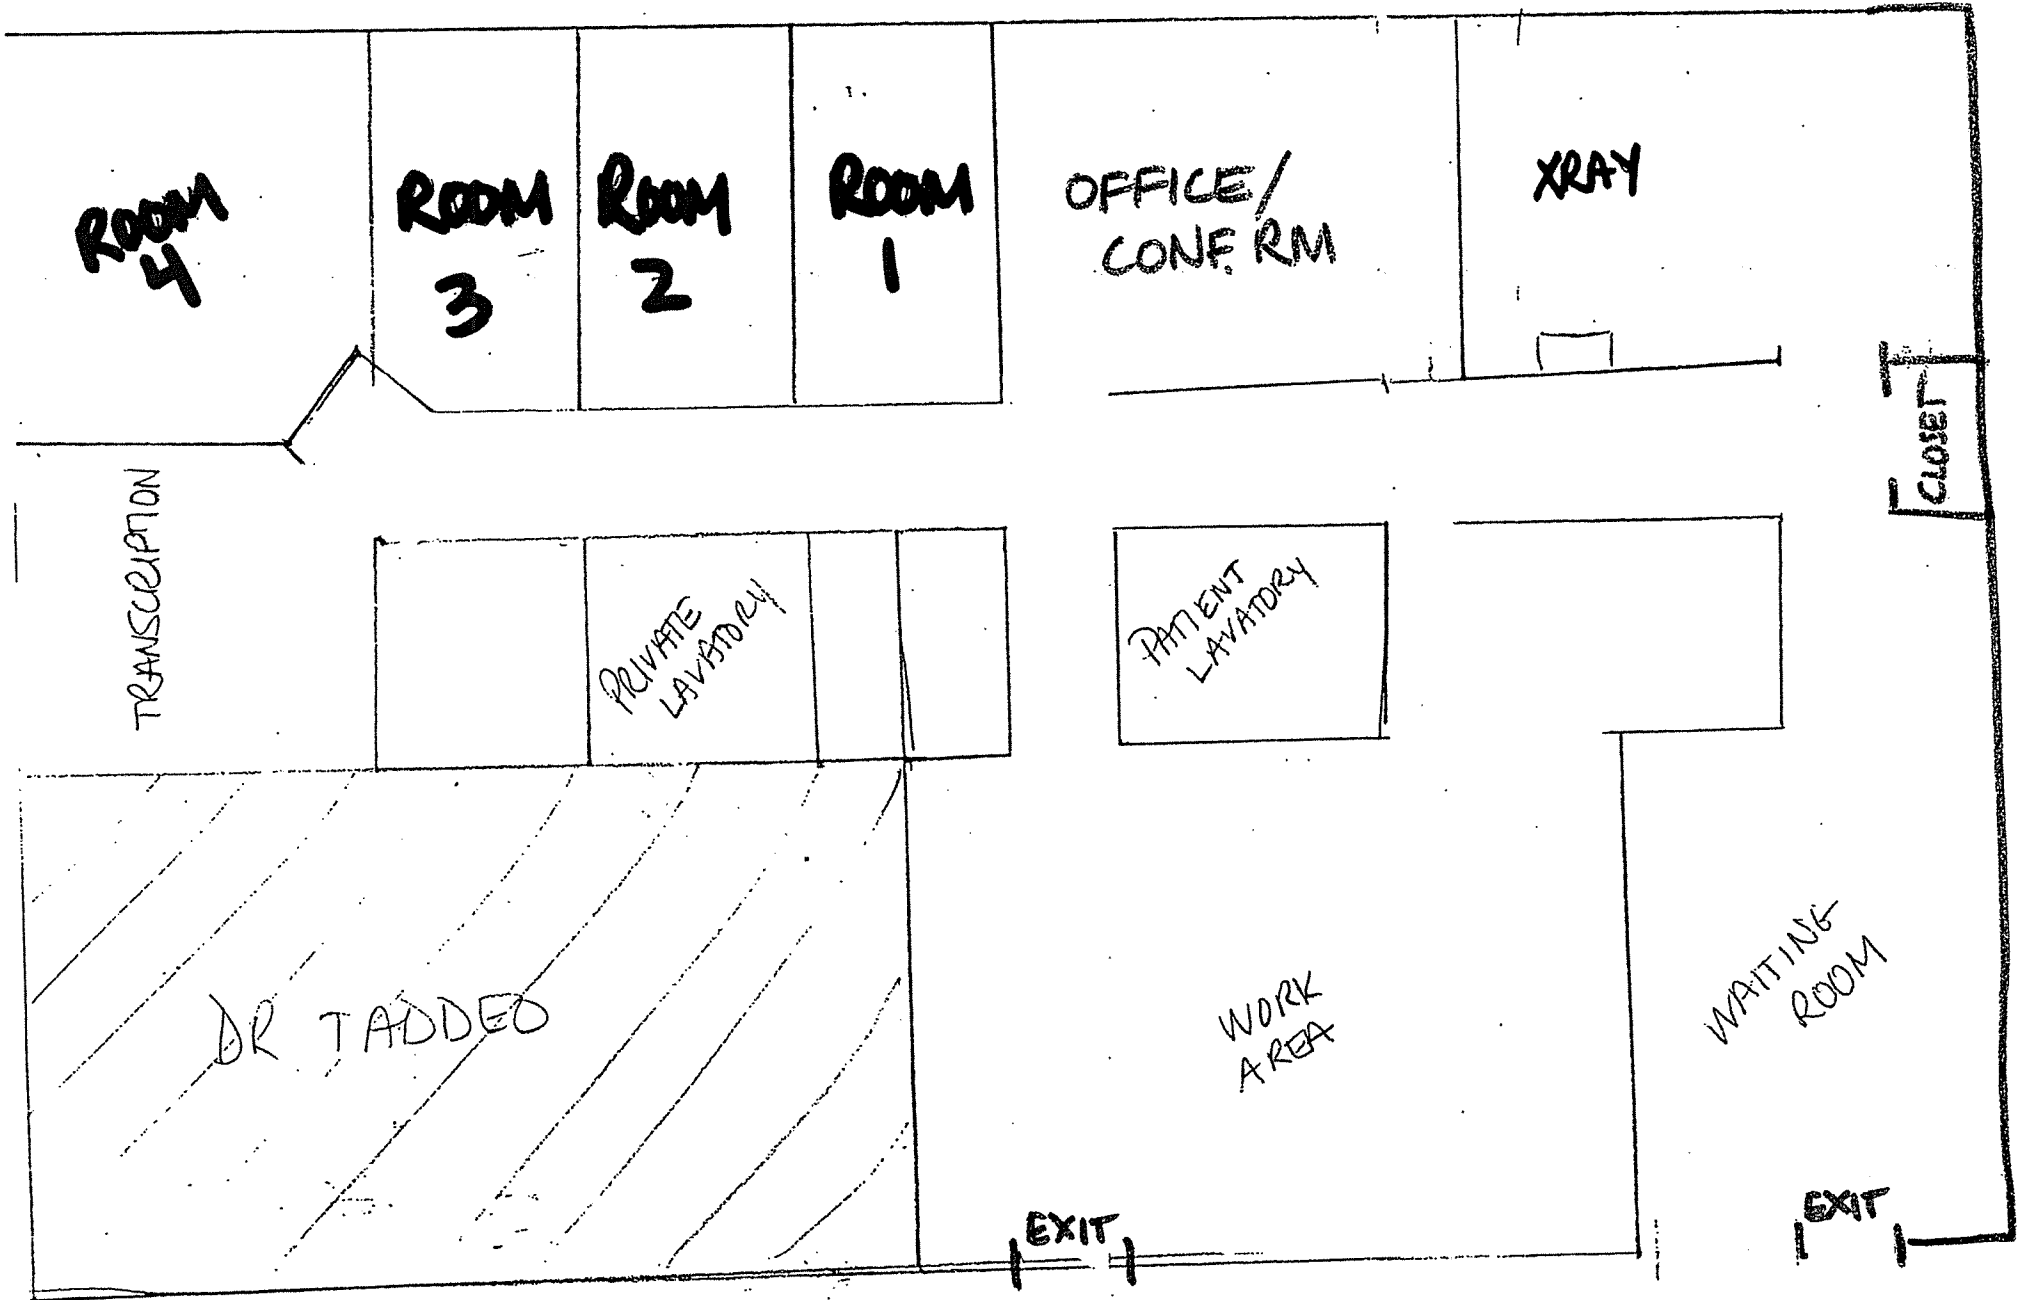 ROOM
4
ROOM
3
ROOM
2
ROOM
1
OFFICE/
CONF. RM
XRAY
CLOSET
TRANSCRIPTION
PRIVATE
LAVATORY
PATIENT
LAVATORY
DR TADDEO
WORK
AREA
WAITING
ROOM
EXIT
EXIT